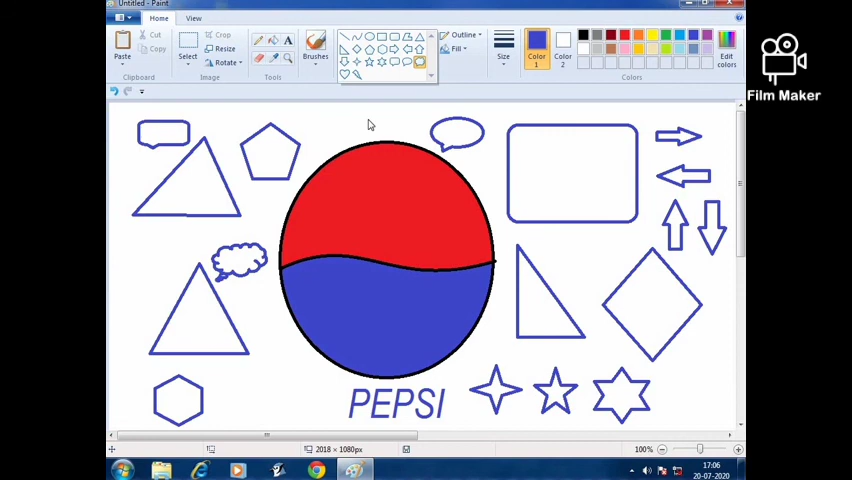 Untitled - Paint
Home
View
Paste
Cut
Copy
Clipboard
Select
Crop
Resize
Rotate
Image
Tools
Brushes
Shapes
Outline
Fill
Size
Color
1
Color
2
Edit
colors
Colors
Film Maker
PEPSI
2018 × 1080px
100%
17:06
20-07-2020